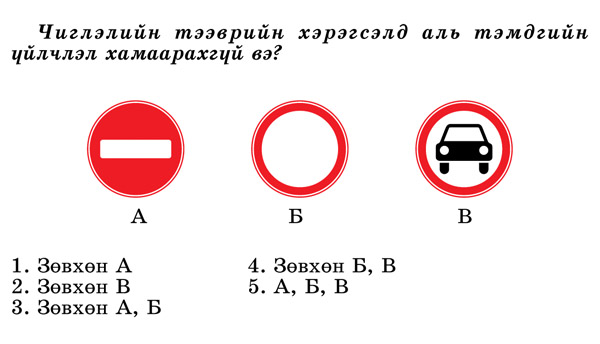 Чиглэлийн тээврийн хэрэгсэлд аль тэмдгийн
үйлчлэл хамаарахгүй вэ?
А Б В
1. Зөвхөн А 4. Зөвхөн Б, В
2. Зөвхөн В 5. А, Б, В
3. Зөвхөн А, Б